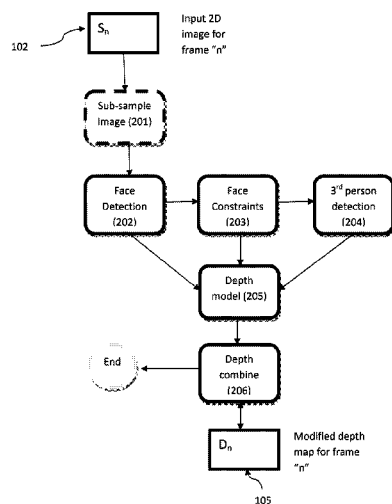 102
Sn
Input 2D
image for
frame "n"
Sub-sample
Image (201)
Face
Detection
(202)
Face
Constraints
(203)
3rd person
detection
(204)
Depth
model (205)
End
Depth
combine
(206)
Dn
Modified depth
map for frame
"n"
105